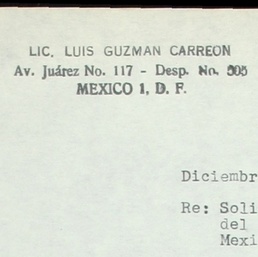 LIC. LUIS GUZMAN CARREON
Av. Juárez No. 117 - Desp. No. 305
MEXICO 1, D. F.
Diciembr
Re: Soli
del
Mexi